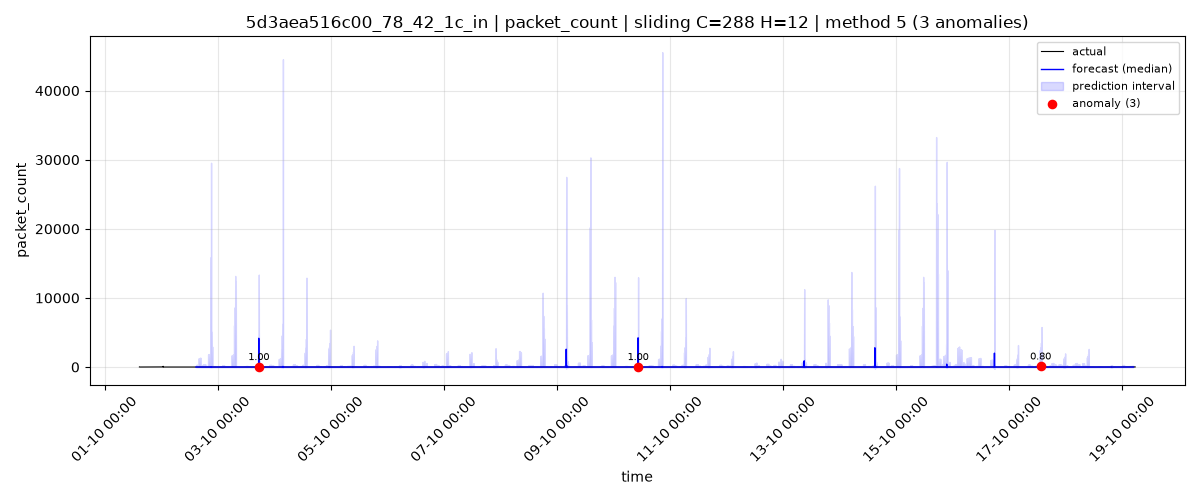 5d3aea516c00_78_42_1c_in | packet_count | sliding C=288 H=12 | method 5 (3 anomalies)
actual
forecast (median)
prediction interval
anomaly (3)
packet_count
40000
30000
20000
10000
0
1.00
1.00
0.80
01-10 00:00
03-10 00:00
05-10 00:00
07-10 00:00
09-10 00:00
11-10 00:00
13-10 00:00
15-10 00:00
17-10 00:00
19-10 00:00
time